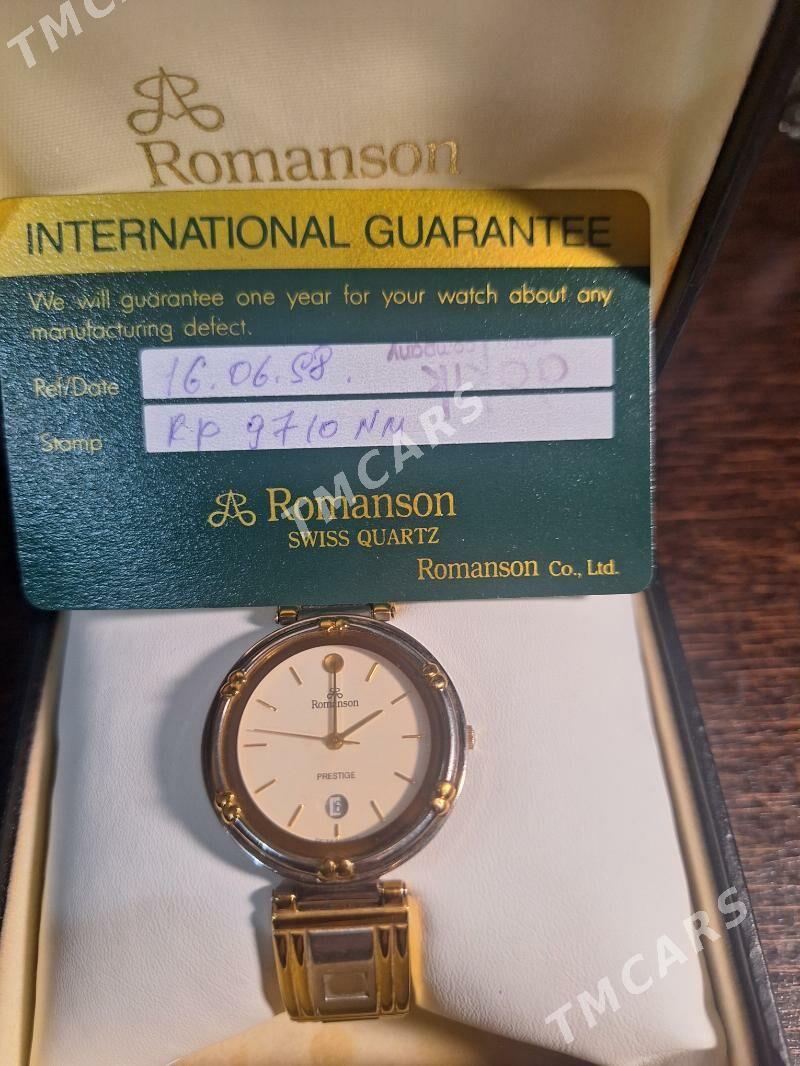 TMCARS
Romanson
INTERNATIONAL GUARANTEE
We will guarantee one year for your watch about any
manufacturing defect.
Ref/Date 16.06.98.
Stamp RP 9710 NM
TMCARS
Romanson
SWISS QUARTZ
Romanson Co., Ltd.
Romanson
PRESTIGE
16
TMCARS